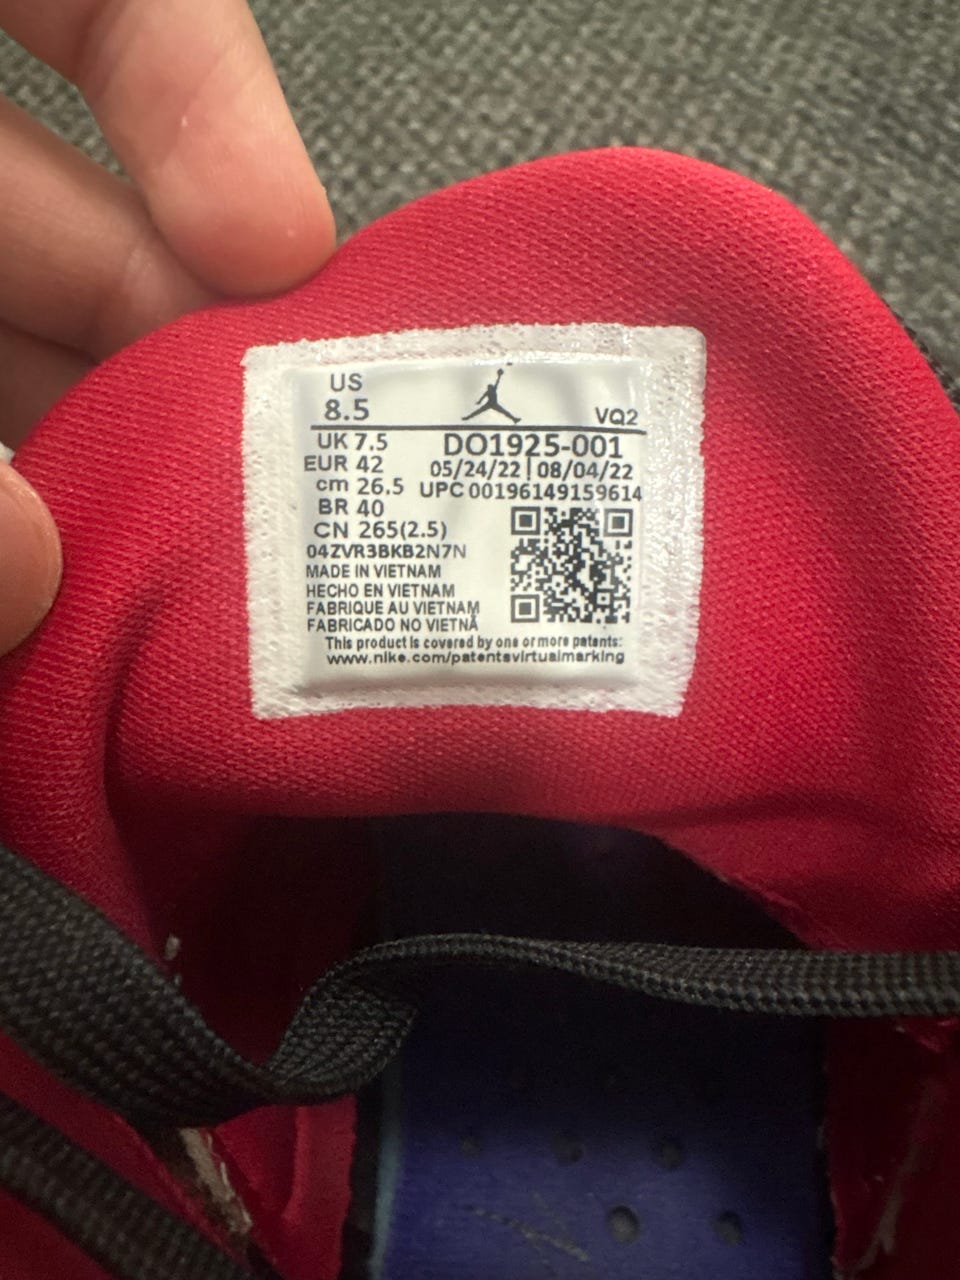 US
8.5
VQ2
UK 7.5
DO1925-001
EUR 42
05/24/22 | 08/04/22
cm 26.5
UPC 00196149159614
BR 40
CN 265(2.5)
04ZVR3BKB2N7N
MADE IN VIETNAM
HECHO EN VIETNAM
FABRIQUE AU VIETNAM
FABRICADO NO VIETNÃ
This product is covered by one or more patents:
www.nike.com/patentsvirtualmarking